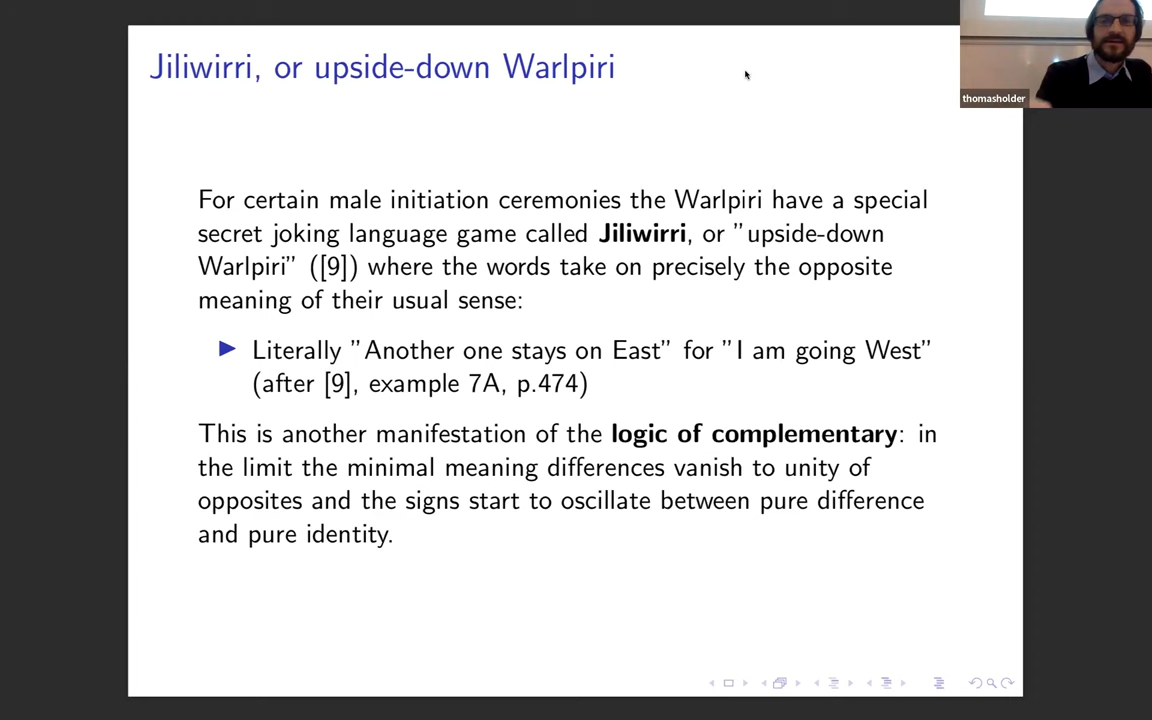 Jiliwirri, or upside-down Warlpiri
thomasholder
For certain male initiation ceremonies the Warlpiri have a special
secret joking language game called Jiliwirri, or ”upside-down
Warlpiri” ([9]) where the words take on precisely the opposite
meaning of their usual sense:
Literally ”Another one stays on East” for ”I am going West”
(after [9], example 7A, p.474)
This is another manifestation of the logic of complementary: in
the limit the minimal meaning differences vanish to unity of
opposites and the signs start to oscillate between pure difference
and pure identity.